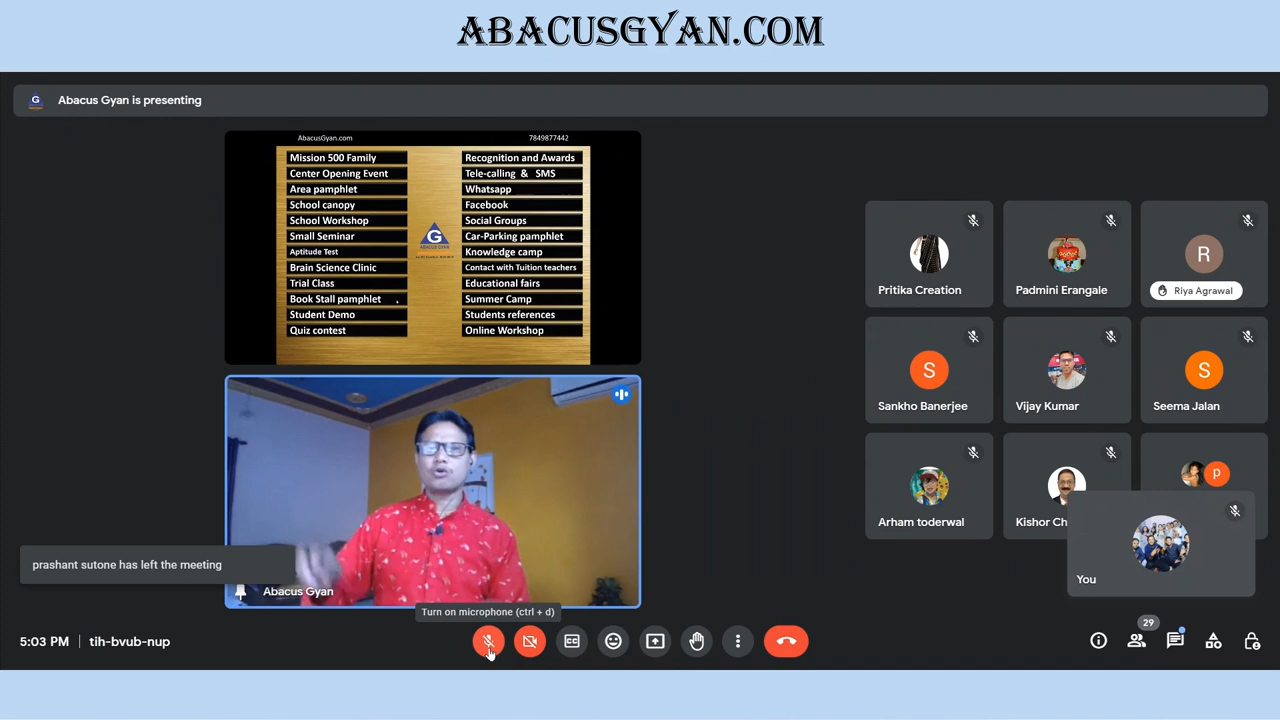 ABACUSGYAN.COM
G
Abacus Gyan is presenting
AbacusGyan.com
7849877442
Mission 500 Family
Center Opening Event
Area pamphlet
School canopy
School Workshop
Small Seminar
Aptitude Test
Brain Science Clinic
Trial Class
Book Stall pamphlet
Student Demo
Quiz contest
G
ABACUS GYAN
Recognition and Awards
Tele-calling & SMS
Whatsapp
Facebook
Social Groups
Car-Parking pamphlet
Knowledge camp
Contact with Tuition teachers
Educational fairs
Summer Camp
Students references
Online Workshop
Pritika Creation
Padmini Erangale
R
Riya Agrawal
S
Sankho Banerjee
Vijay Kumar
S
Seema Jalan
Arham toderwal
Kishor Ch
p
You
prashant sutone has left the meeting
Abacus Gyan
Turn on microphone (ctrl + d)
5:03 PM | tih-bvub-nup
CC
29